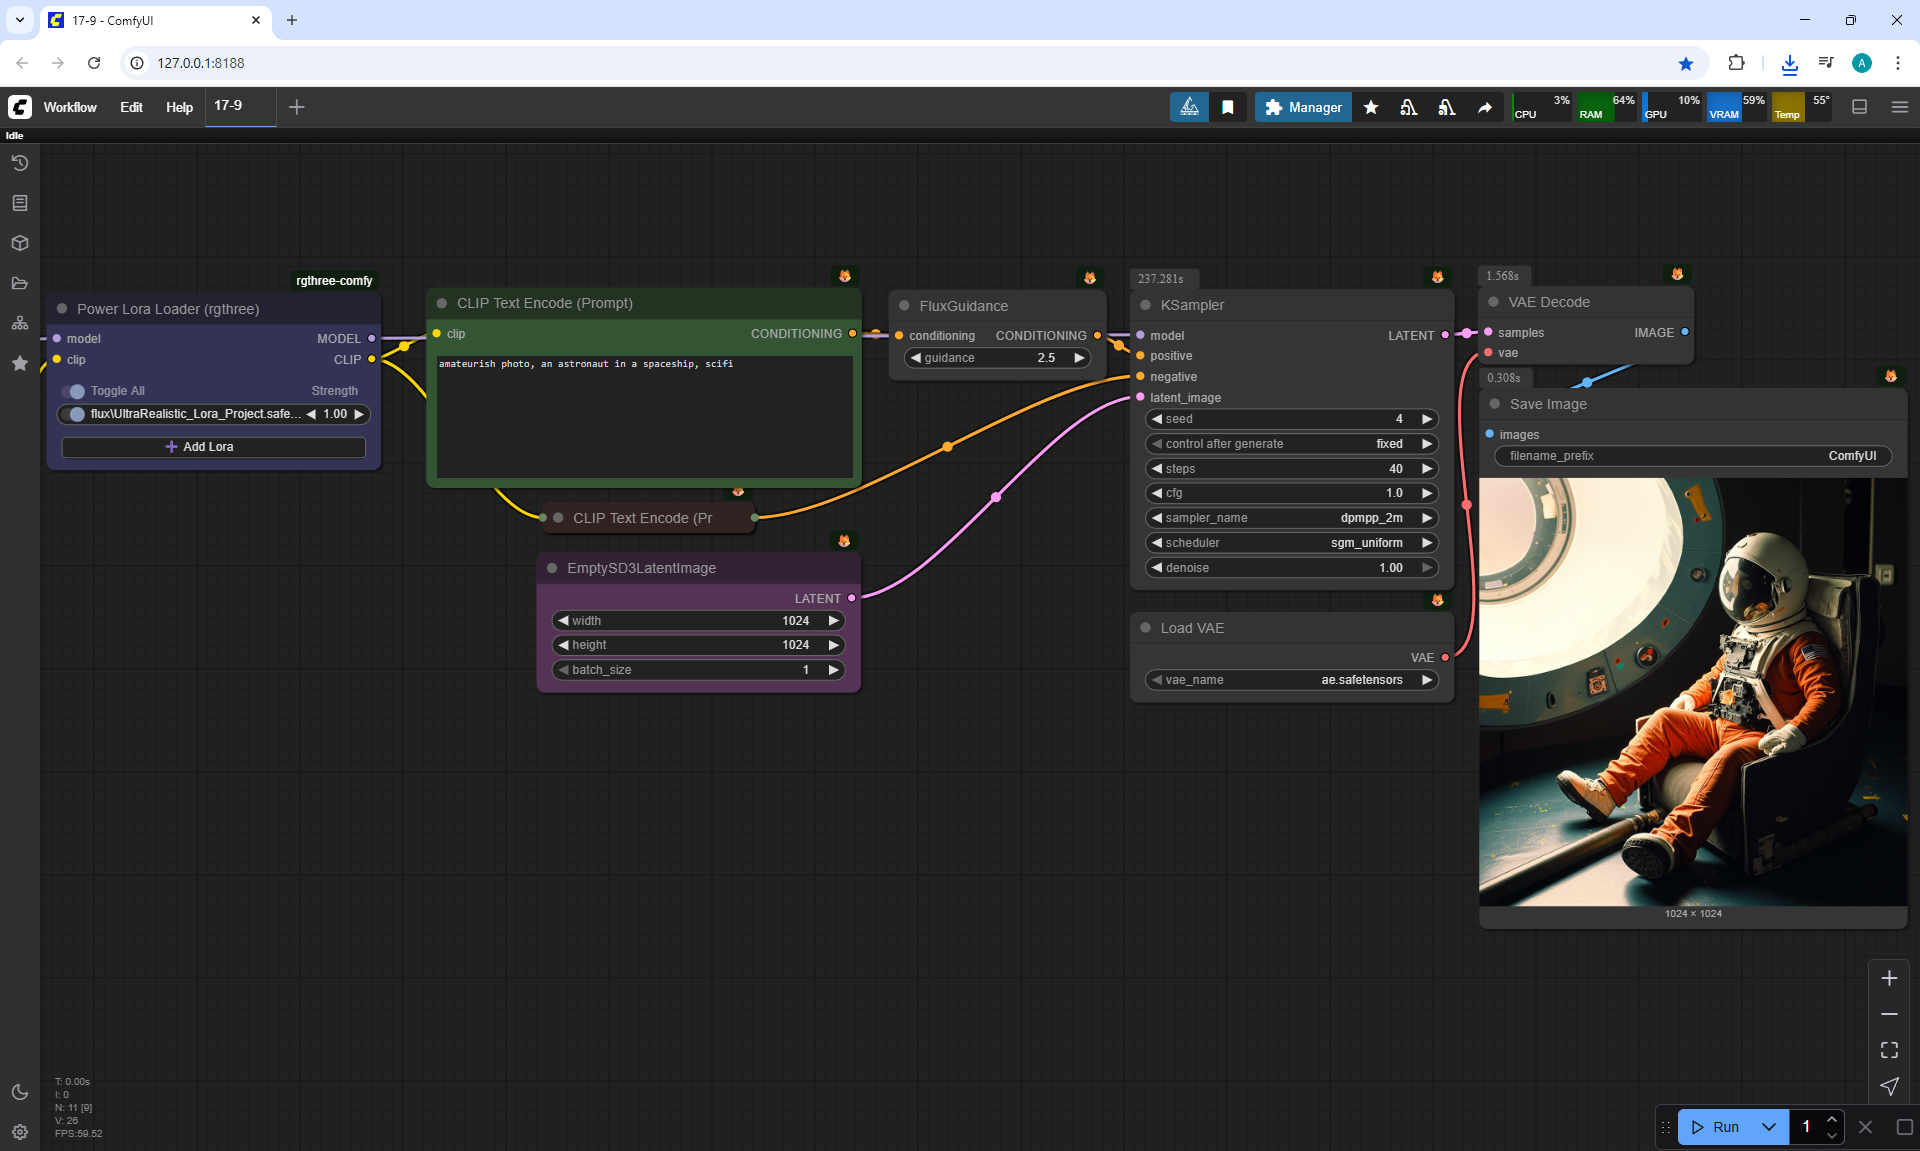 17-9 - ComfyUI
127.0.0.1:8188
Workflow Edit Help 17-9
Manager
CPU 3% RAM 64% GPU 10% VRAM 59% Temp 55°
Idle
rgthree-comfy
Power Lora Loader (rgthree)
model MODEL
clip CLIP
Toggle All Strength
flux\UltraRealistic_Lora_Project.safe... 1.00
Add Lora
CLIP Text Encode (Prompt)
clip CONDITIONING
amateurish photo, an astronaut in a spaceship, scifi
CLIP Text Encode (Pr
EmptySD3LatentImage
LATENT
width 1024
height 1024
batch_size 1
FluxGuidance
conditioning CONDITIONING
guidance 2.5
237.281s
KSampler
model LATENT
positive
negative
latent_image
seed 4
control after generate fixed
steps 40
cfg 1.0
sampler_name dpmpp_2m
scheduler sgm_uniform
denoise 1.00
Load VAE
VAE
vae_name ae.safetensors
1.568s
VAE Decode
samples IMAGE
vae
0.308s
Save Image
images
filename_prefix ComfyUI
1024 × 1024
T: 0.00s
I: 0
N: 11 [9]
V: 26
FPS:59.52
Run 1
A